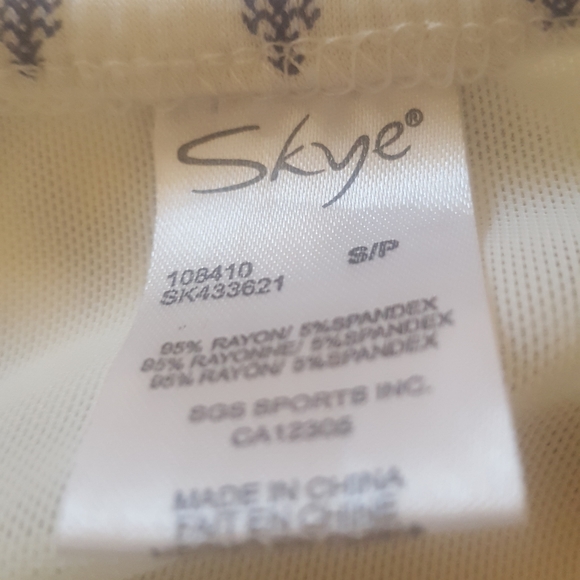 Skye®
108410 S/P
SK433621
95% RAYON/ 5%SPANDEX
95% RAYONNE/ 5%SPANDEX
95% RAYON/ 5%SPANDEX
SGS SPORTS INC.
CA12305
MADE IN CHINA
FAIT EN CHINE